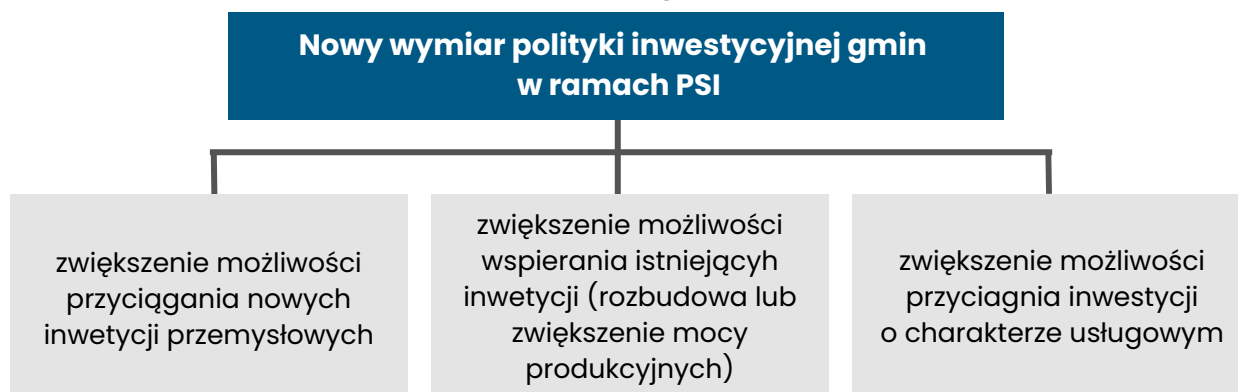 Nowy wymiar polityki inwestycyjnej gmin
w ramach PSI
zwiększenie możliwości
przyciągania nowych
inwetycji przemysłowych
zwiększenie możliwości
wspierania istniejącyh
inwetycji (rozbudowa lub
zwiększenie mocy
produkcyjnych)
zwiększenie możliwości
przyciagnia inwestycji
o charakterze usługowym